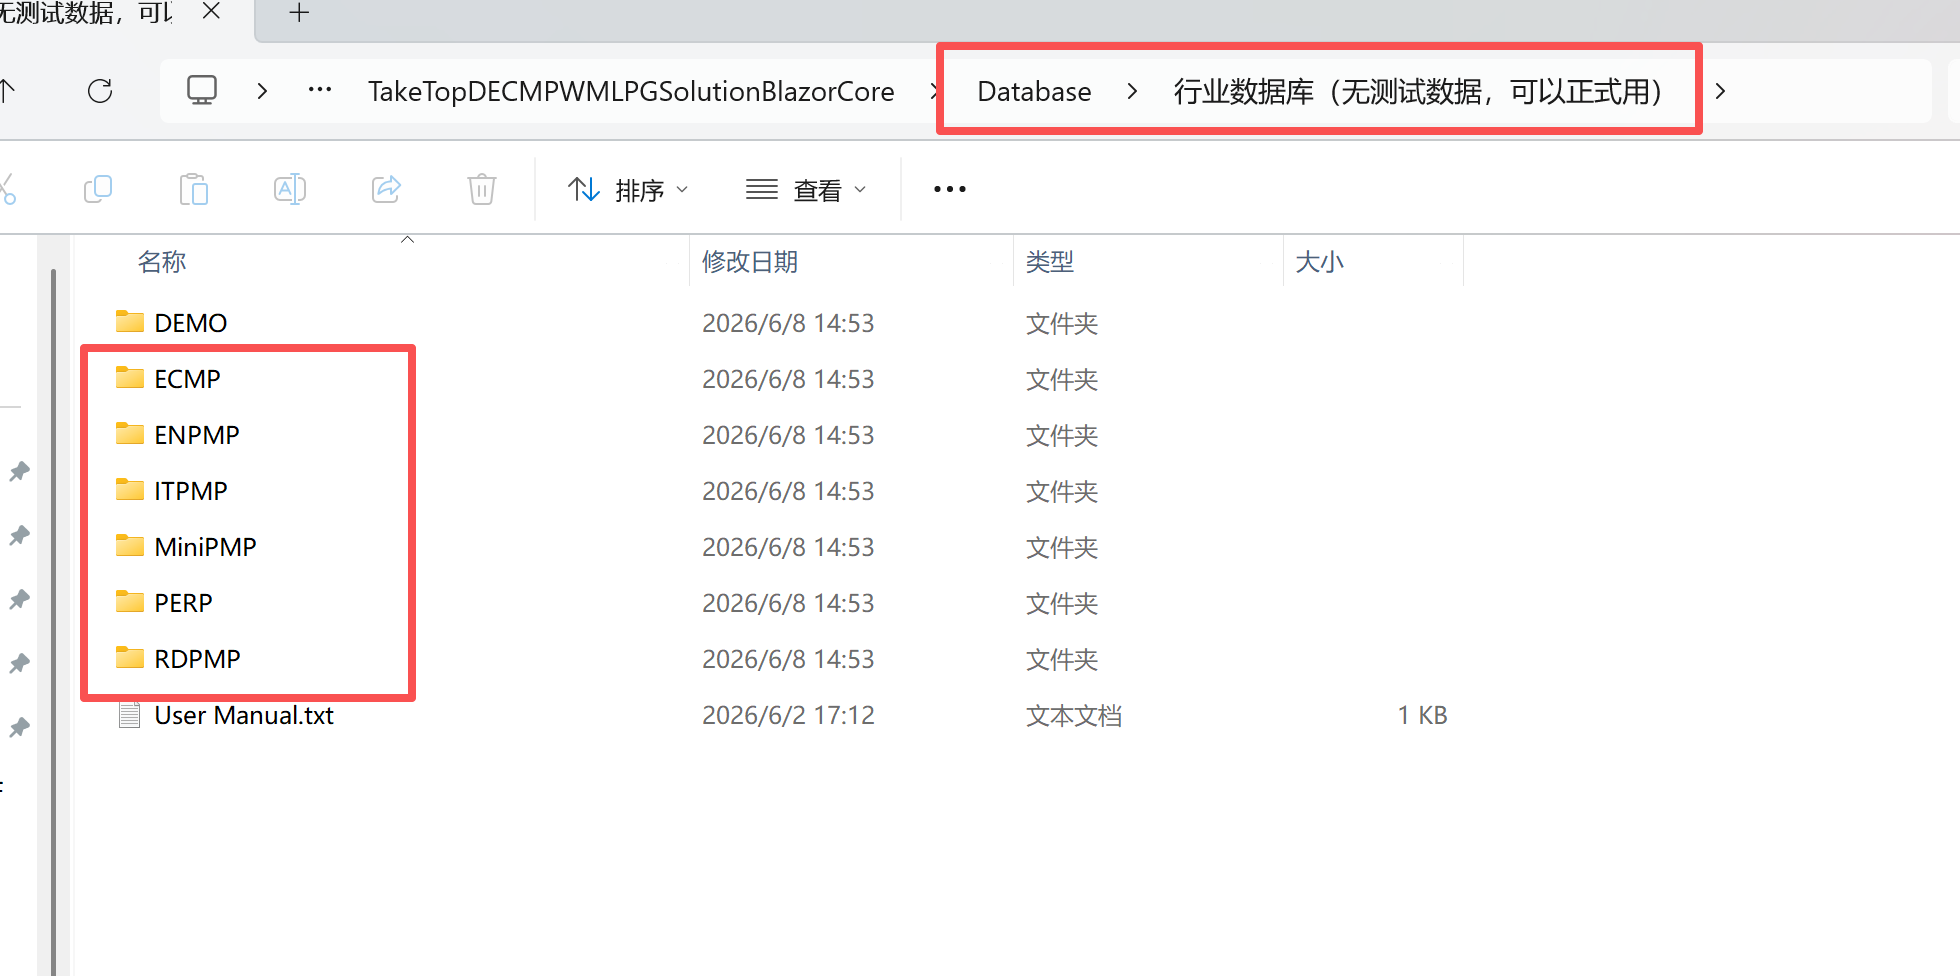 无测试数据，可以
TakeTopDECMPWMLPGSolutionBlazorCore > Database > 行业数据库（无测试数据，可以正式用） >
排序 查看
名称 修改日期 类型 大小
DEMO 2026/6/8 14:53 文件夹
ECMP 2026/6/8 14:53 文件夹
ENPMP 2026/6/8 14:53 文件夹
ITPMP 2026/6/8 14:53 文件夹
MiniPMP 2026/6/8 14:53 文件夹
PERP 2026/6/8 14:53 文件夹
RDPMP 2026/6/8 14:53 文件夹
User Manual.txt 2026/6/2 17:12 文本文档 1 KB